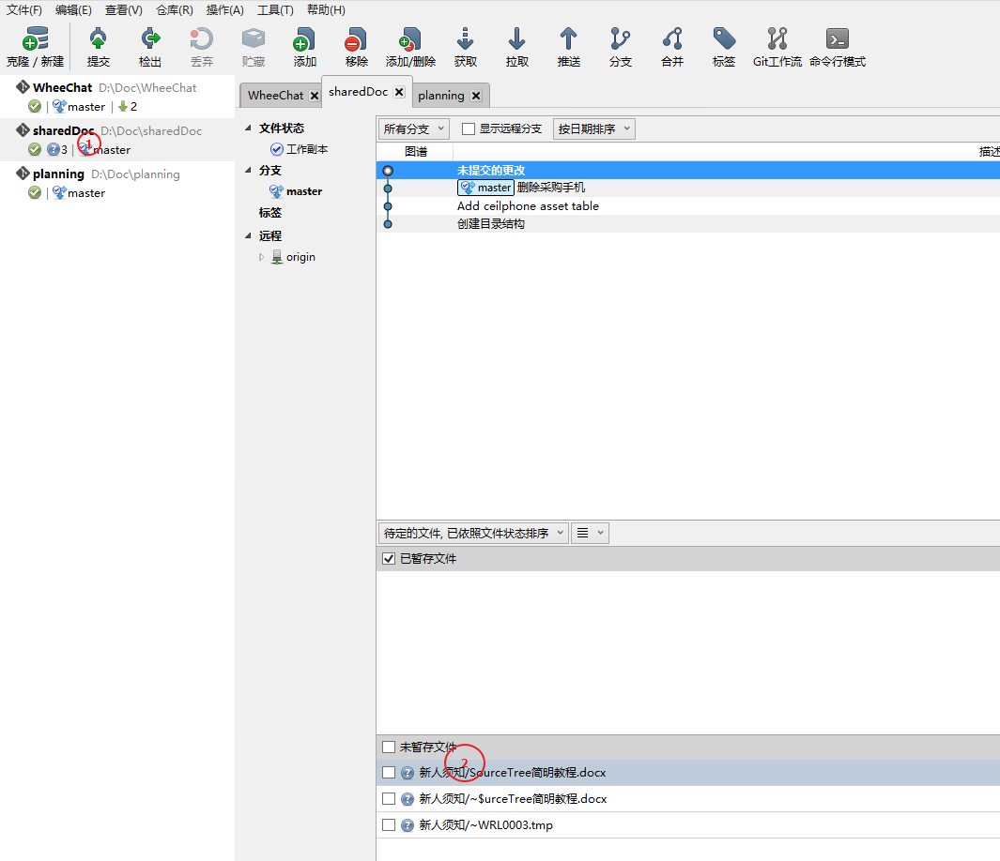 文件(F) 编辑(E) 查看(V) 仓库(R) 操作(A) 工具(T) 帮助(H)
克隆 / 新建 提交 检出 丢弃 贮藏 添加 移除 添加/删除 获取 拉取 推送 分支 合并 标签 Git工作流 命令行模式
WheeChat D:\Doc\WheeChat
master 2
sharedDoc D:\Doc\sharedDoc
3 master
1
planning D:\Doc\planning
master
WheeChat sharedDoc planning
文件状态
工作副本
分支
master
标签
远程
origin
所有分支 显示远程分支 按日期排序
图谱 描述
未提交的更改
master 删除采购手机
Add ceilphone asset table
创建目录结构
待定的文件, 已依照文件状态排序
已暂存文件
未暂存文件
2
新人须知/SourceTree简明教程.docx
新人须知/~$urceTree简明教程.docx
新人须知/~WRL0003.tmp